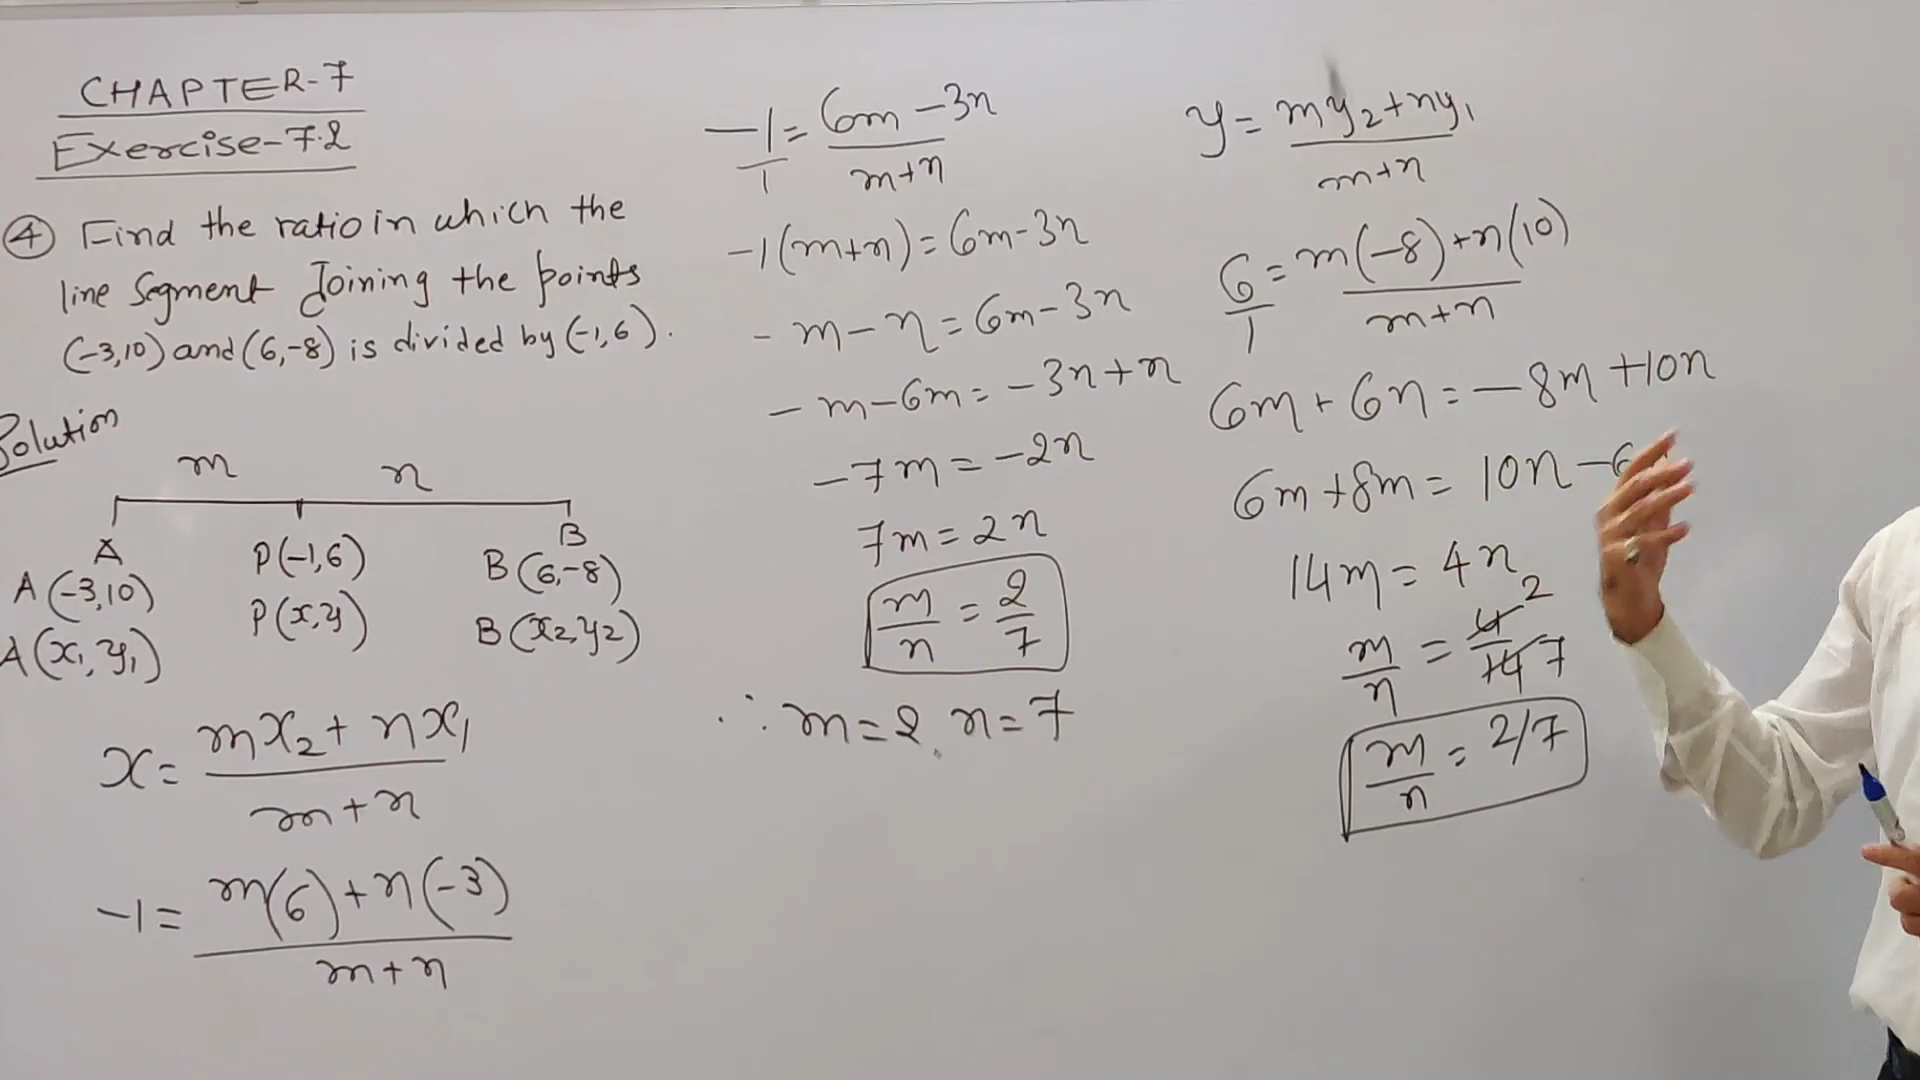 CHAPTER-7
Exercise-7.2
④ Find the ratio in which the
line Segment Joining the points
(-3,10) and (6,-8) is divided by (-1,6).
Solution
m n
A B
A(-3,10) P(-1,6) B(6,-8)
A(x₁, y₁) P(x,y) B(x₂,y₂)
x = (mx₂ + nx₁)/(m+n)
-1 = (m(6)+n(-3))/(m+n)
-1/1 = (6m-3n)/(m+n)
-1(m+n) = 6m-3n
-m-n = 6m-3n
-m-6m = -3n+n
-7m = -2n
7m = 2n
m/n = 2/7
∴ m=2, n=7
y = (my₂+ny₁)/(m+n)
6/1 = (m(-8)+n(10))/(m+n)
6m+6n = -8m+10n
6m+8m = 10n-6
14m = 4n
m/n = 4/14 2 7
m/n = 2/7